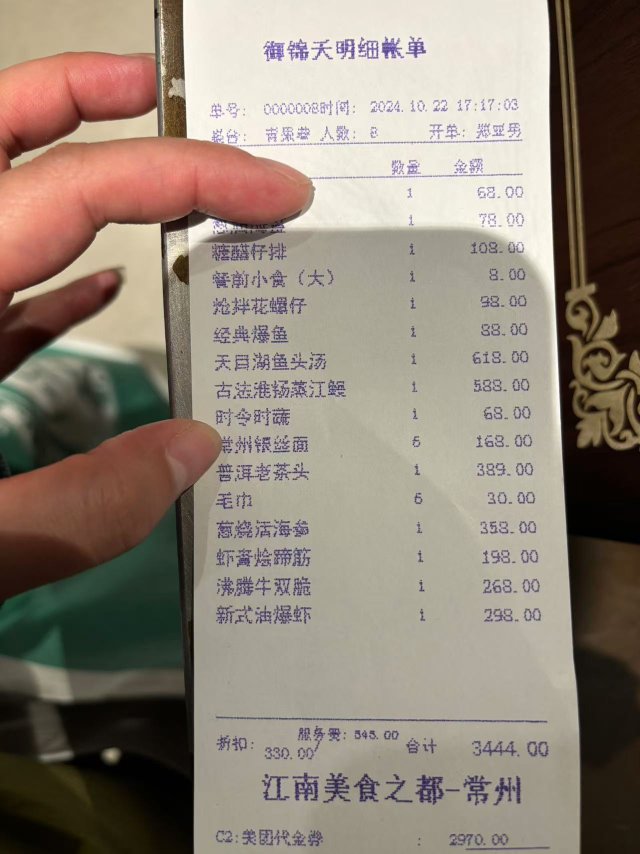 御锦天明细帐单
单号: 0000008时间: 2024.10.22 17:17:03
人数: 8 开单:
数量 金额
1 68.00
1 78.00
糖醋仔排 1 108.00
餐前小食（大） 1 8.00
炝拌花螺仔 1 98.00
经典爆鱼 1 88.00
天目湖鱼头汤 1 618.00
古法淮扬蒸江鳗 1 588.00
时令时蔬 1 68.00
常州银丝面 6 168.00
普洱老茶头 1 389.00
毛巾 6 30.00
葱烧活海参 1 358.00
虾黄烩蹄筋 1 198.00
沸腾牛双脆 1 268.00
新式油爆虾 1 298.00
服务费: 343.00
折扣: 330.00/ 合计 3444.00
江南美食之都-常州
C2:美团代金券 : 2970.00